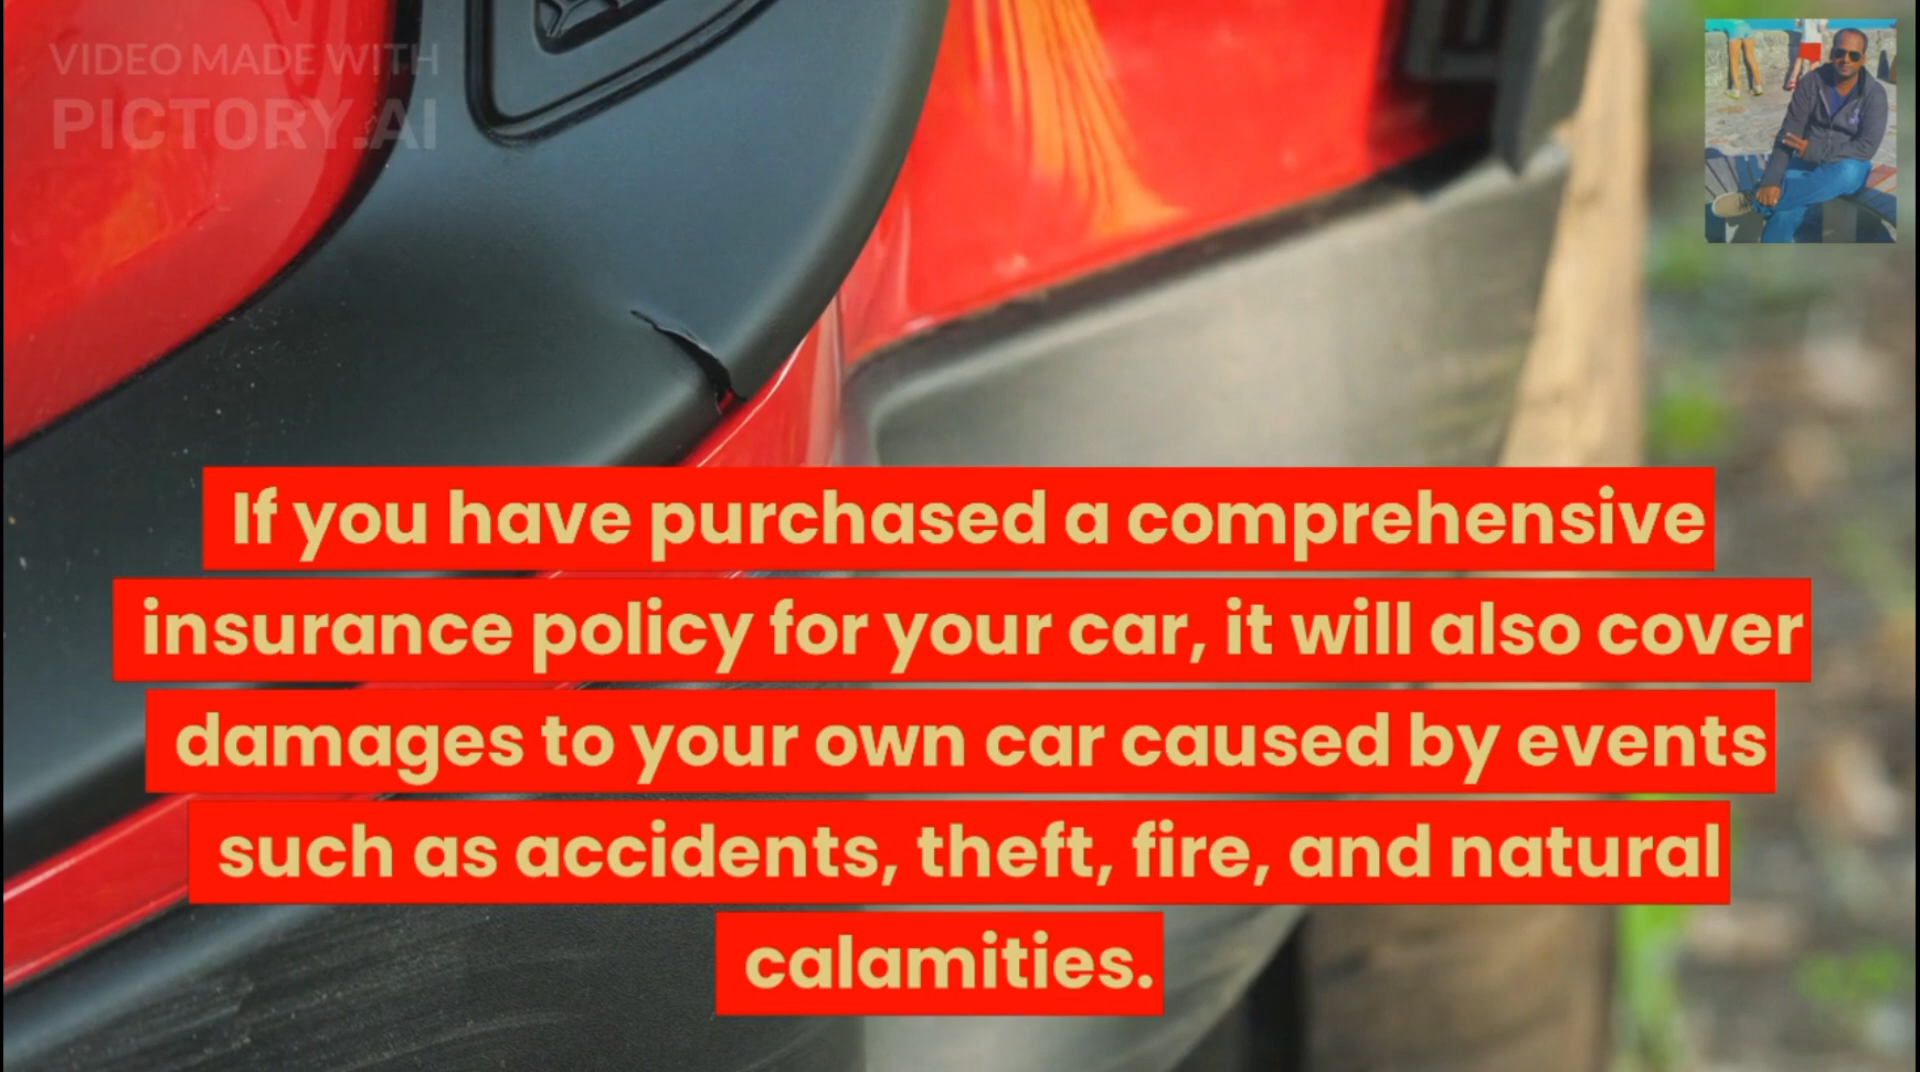 VIDEO MADE WITH
PICTORY.AI
If you have purchased a comprehensive
insurance policy for your car, it will also cover
damages to your own car caused by events
such as accidents, theft, fire, and natural
calamities.